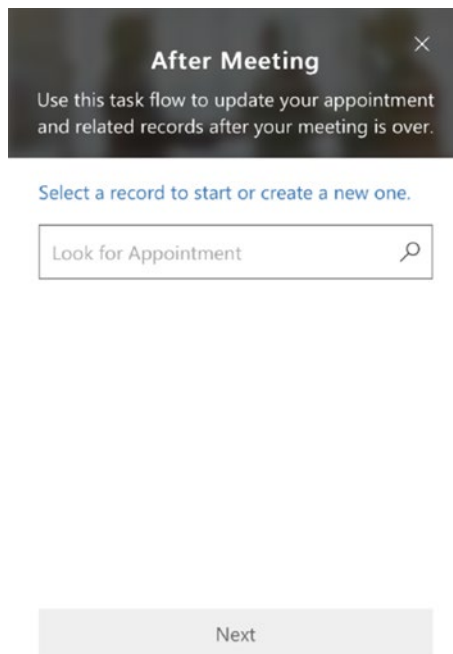 After Meeting
Use this task flow to update your appointment
and related records after your meeting is over.
Select a record to start or create a new one.
Look for Appointment
Next